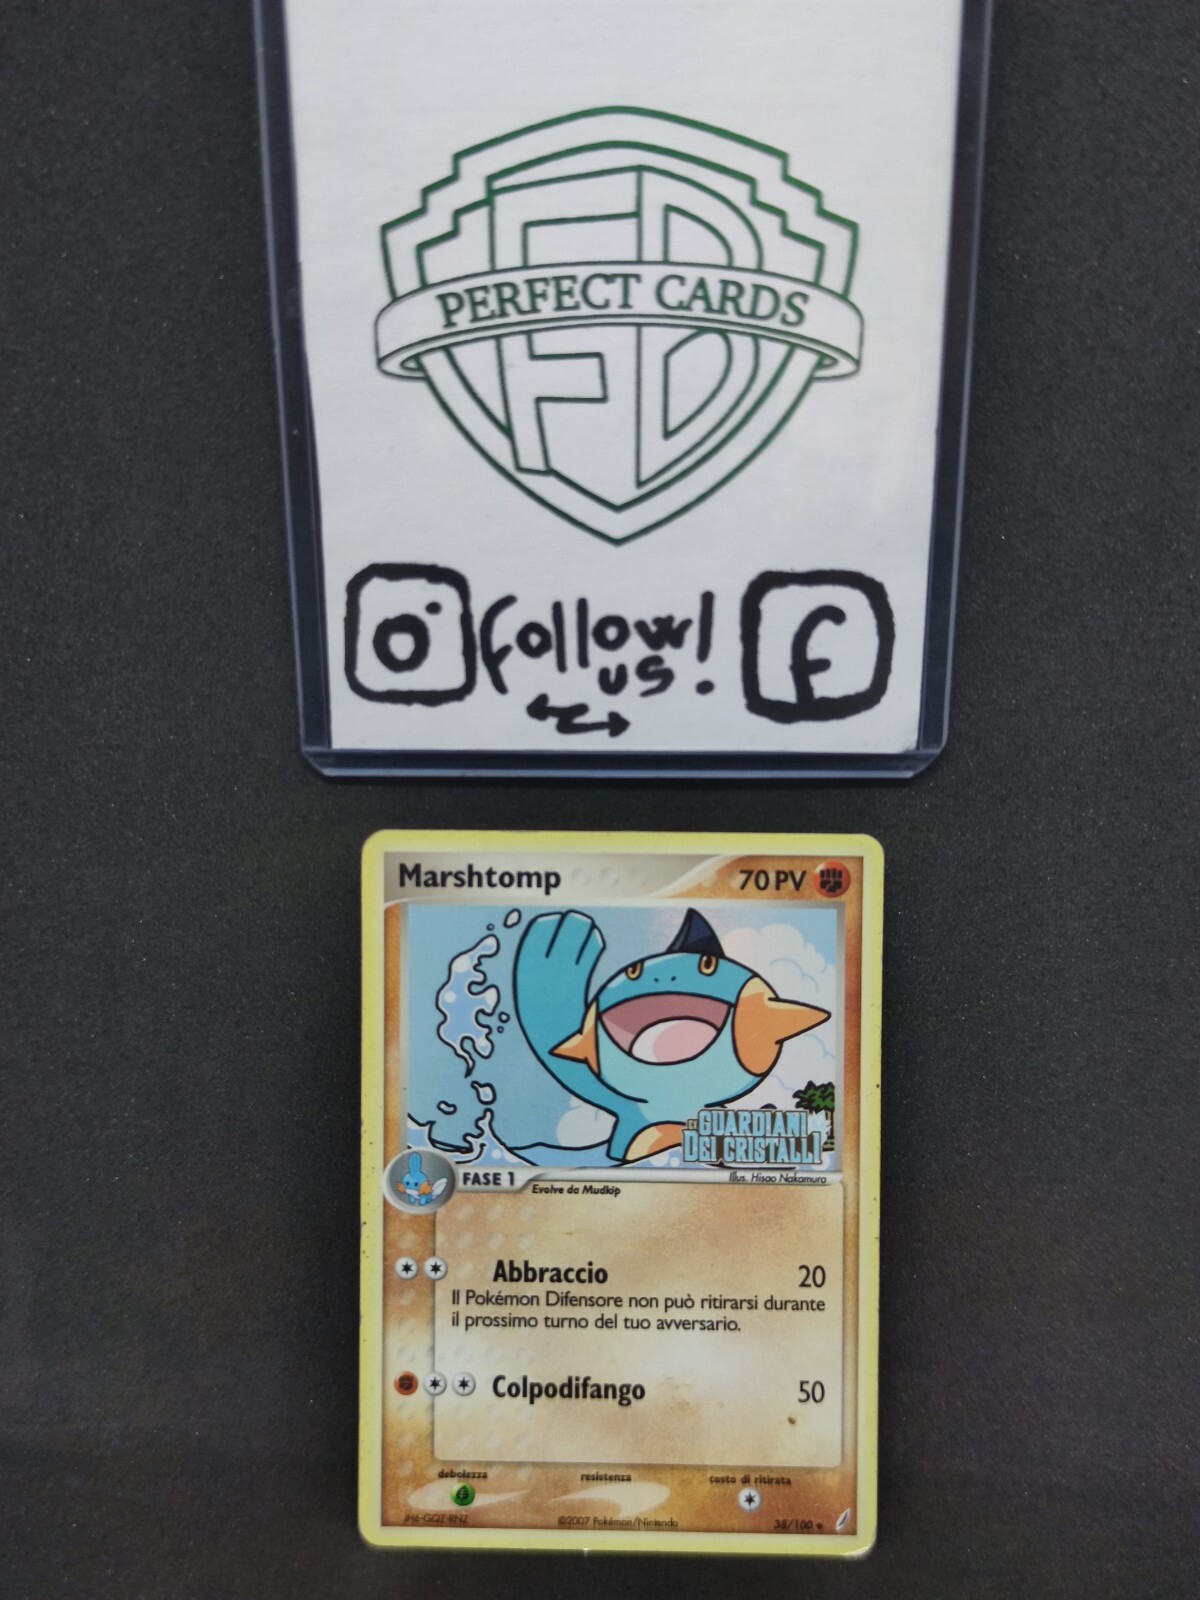 PERFECT CARDS
follow us!
Marshtomp
70 PV
EX GUARDIANI
DEI CRISTALLI
FASE 1
Evolve da Mudkip
Illus. Hisao Nakamura
Abbraccio 20
Il Pokémon Difensore non può ritirarsi durante
il prossimo turno del tuo avversario.
Colpodifango 50
debolezza resistenza costo di ritirata
©2007 Pokémon/Nintendo
38/100